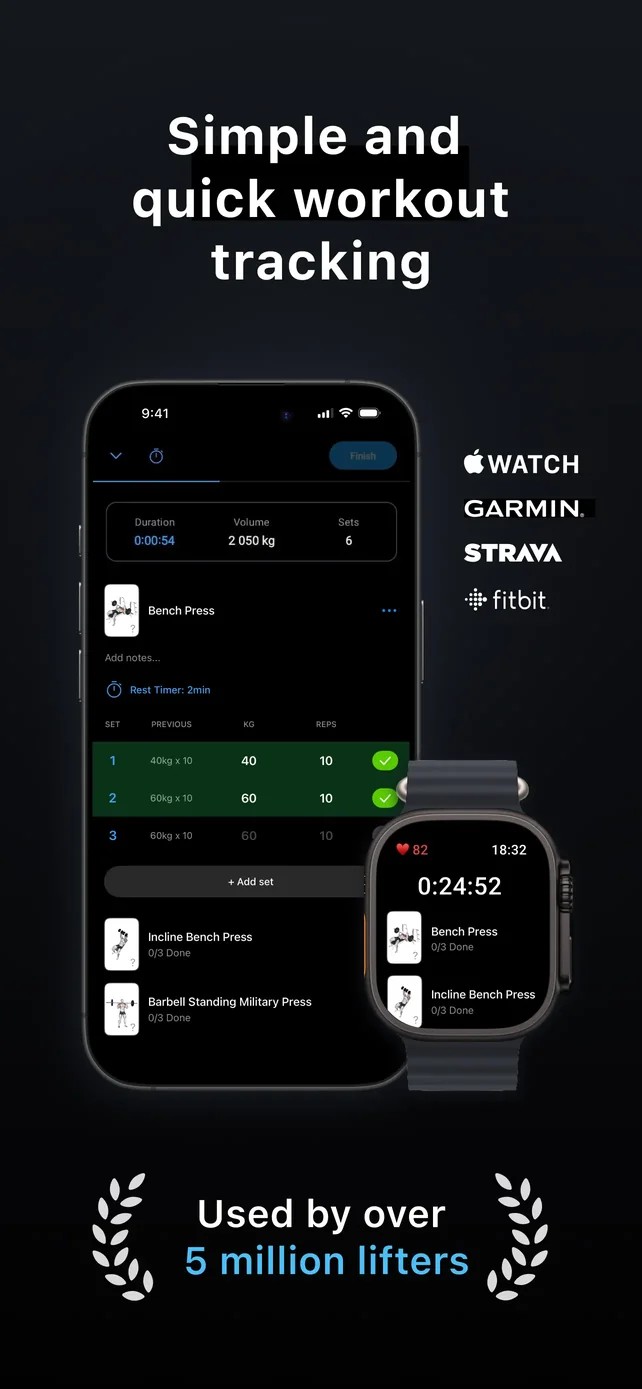 Simple and
quick workout
tracking
9:41
Finish
Duration Volume Sets
0:00:54 2 050 kg 6
Bench Press
Add notes...
Rest Timer: 2min
SET PREVIOUS KG REPS
1 40kg x 10 40 10
2 60kg x 10 60 10
3 60kg x 10 60 10
+ Add set
Incline Bench Press
0/3 Done
Barbell Standing Military Press
0/3 Done
WATCH
GARMIN.
STRAVA
fitbit.
82 18:32
0:24:52
Bench Press
0/3 Done
Incline Bench Press
0/3 Done
Used by over
5 million lifters